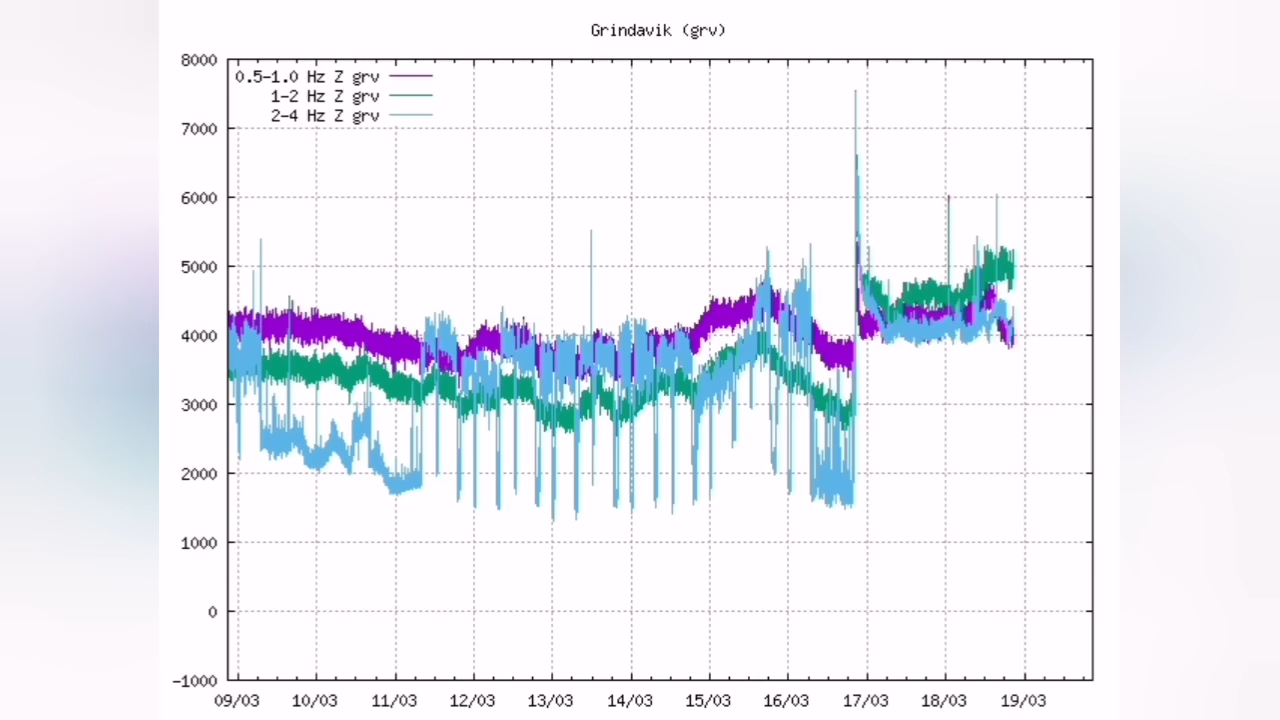 Grindavik (grv)
8000
7000
6000
5000
4000
3000
2000
1000
0
-1000
0.5-1.0 Hz Z grv
1-2 Hz Z grv
2-4 Hz Z grv
09/03 10/03 11/03 12/03 13/03 14/03 15/03 16/03 17/03 18/03 19/03